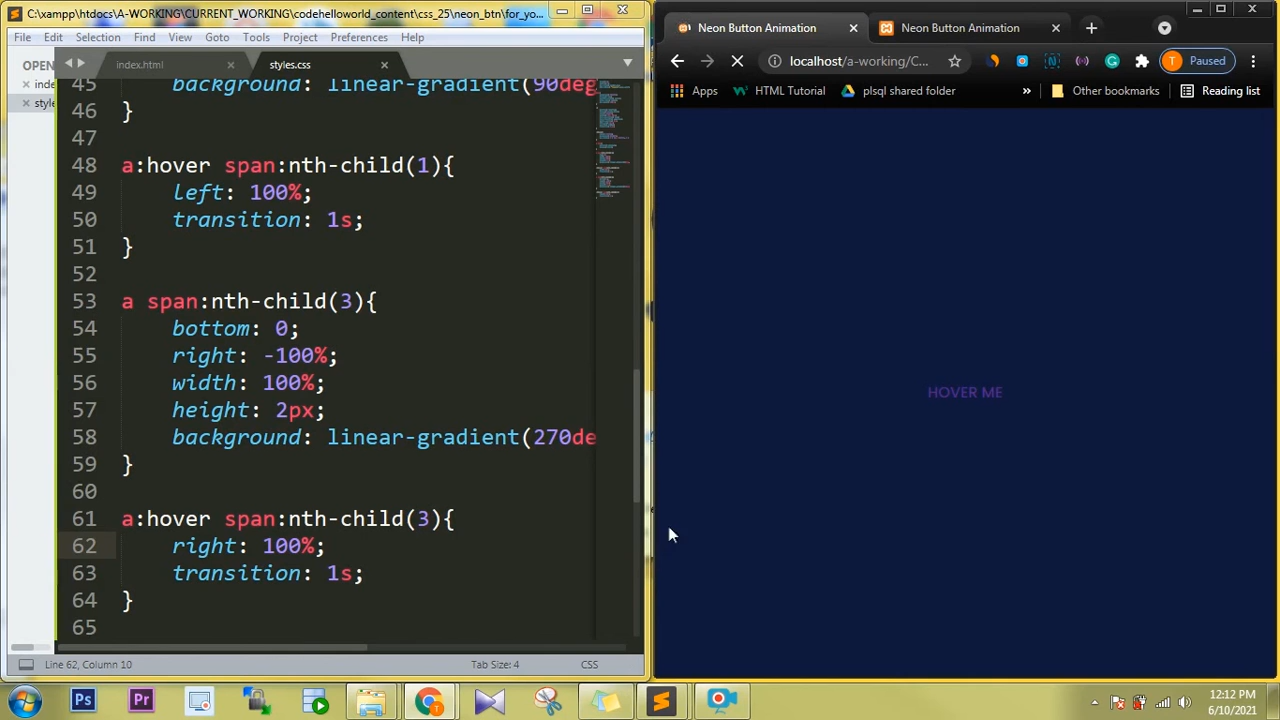 C:\xampp\htdocs\A-WORKING\CURRENT_WORKING\codehelloworld_content\css_25\neon_btn\for_yo...
File Edit Selection Find View Goto Tools Project Preferences Help
OPEN
inde
style
index.html
styles.css
45 background: linear-gradient(90deg
46 }
47
48 a:hover span:nth-child(1){
49 left: 100%;
50 transition: 1s;
51 }
52
53 a span:nth-child(3){
54 bottom: 0;
55 right: -100%;
56 width: 100%;
57 height: 2px;
58 background: linear-gradient(270de
59 }
60
61 a:hover span:nth-child(3){
62 right: 100%;
63 transition: 1s;
64 }
65
Line 62, Column 10
Tab Size: 4
CSS
Neon Button Animation
Neon Button Animation
localhost/a-working/C...
T Paused
Apps
HTML Tutorial
plsql shared folder
»
Other bookmarks
Reading list
HOVER ME
Ps
Pr
12:12 PM
6/10/2021